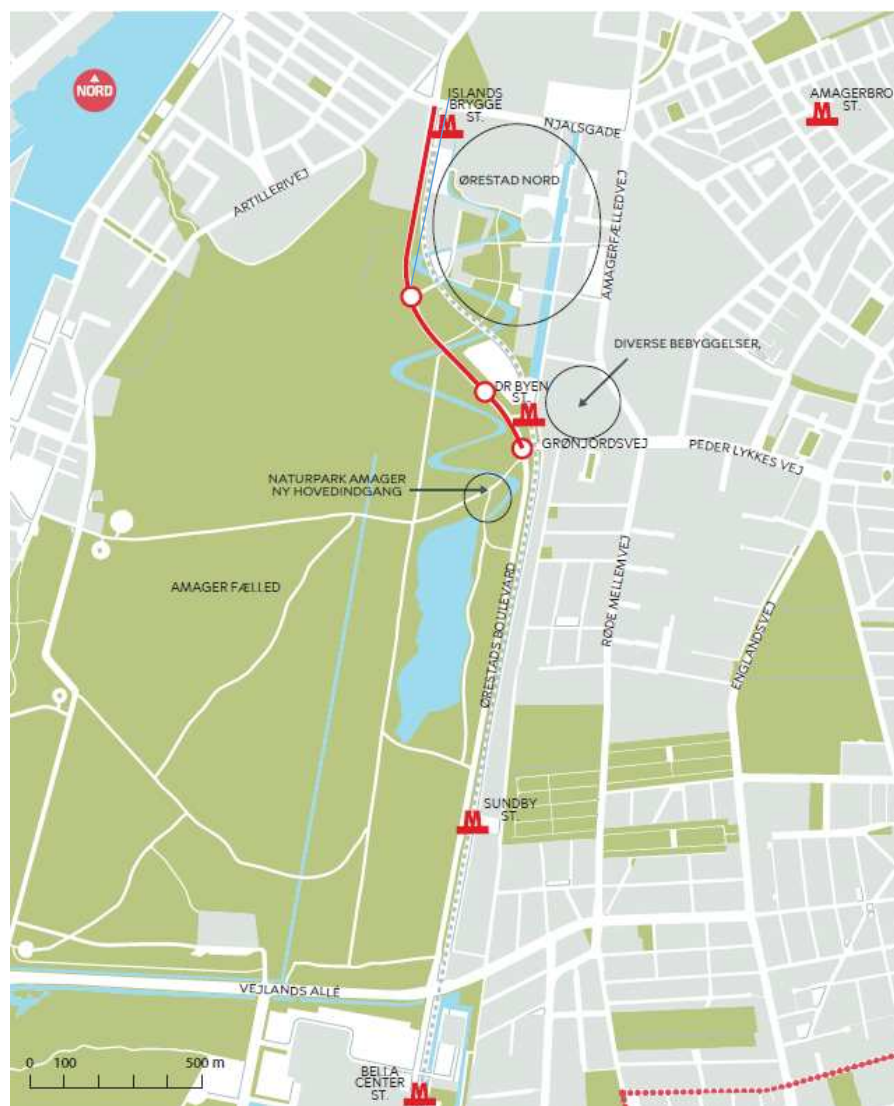 NORD
ISLANDS
BRYGGE
ST.
M
AMAGERBRO
ST.
M
NJALSGADE
ØRESTAD NORD
ARTILLERIVEJ
AMAGERFÆLLEDVEJ
DIVERSE BEBYGGELSER,
DR BYEN
ST.
M
GRØNJORDSVEJ
PEDER LYKKES VEJ
NATURPARK AMAGER
NY HOVEDINDGANG
AMAGER FÆLLED
ØRESTADS BOULEVARD
RØDE MELLEMVEJ
ENGLANDSVEJ
SUNDBY
ST.
M
VEJLANDS ALLÉ
0 100 500 m
BELLA
CENTER
ST.
M